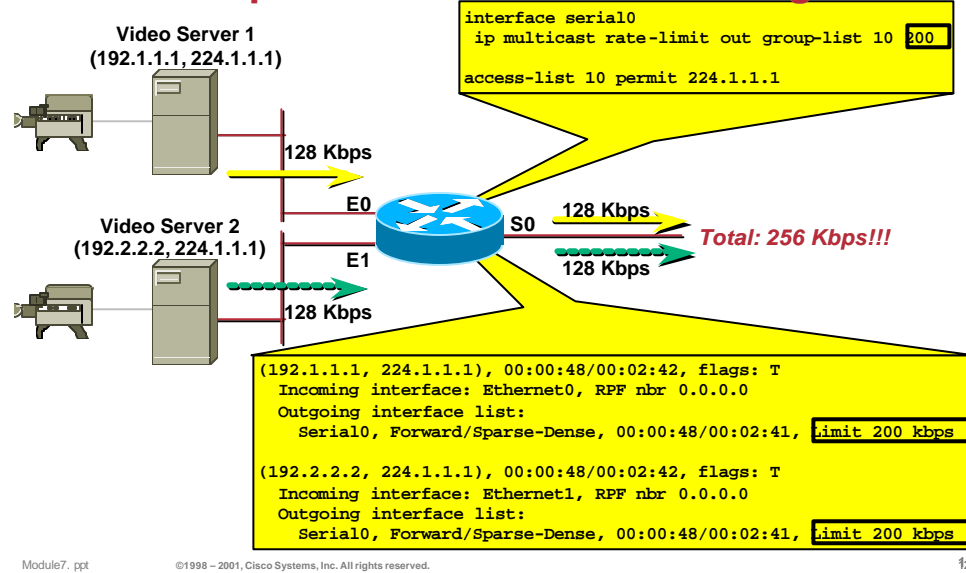 interface serial0
ip multicast rate-limit out group-list 10 200
access-list 10 permit 224.1.1.1
Video Server 1
(192.1.1.1, 224.1.1.1)
128 Kbps
E0
Video Server 2
(192.2.2.2, 224.1.1.1)
E1
128 Kbps
S0
128 Kbps
128 Kbps
Total: 256 Kbps!!!
(192.1.1.1, 224.1.1.1), 00:00:48/00:02:42, flags: T
Incoming interface: Ethernet0, RPF nbr 0.0.0.0
Outgoing interface list:
Serial0, Forward/Sparse-Dense, 00:00:48/00:02:41, Limit 200 kbps
(192.2.2.2, 224.1.1.1), 00:00:48/00:02:42, flags: T
Incoming interface: Ethernet1, RPF nbr 0.0.0.0
Outgoing interface list:
Serial0, Forward/Sparse-Dense, 00:00:48/00:02:41, Limit 200 kbps
Module7. ppt
©1998 – 2001, Cisco Systems, Inc. All rights reserved.